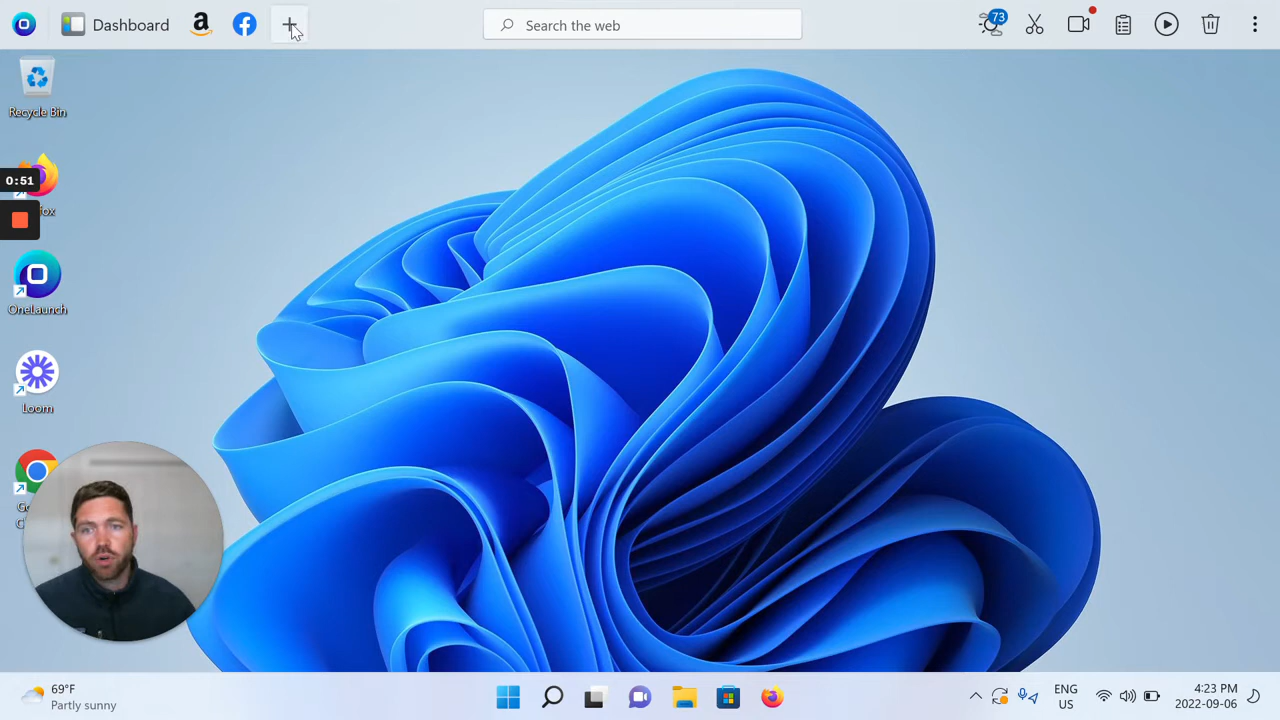 Dashboard
a
Search the web
73
Recycle Bin
0:51
fox
OneLaunch
Loom
69°F
Partly sunny
ENG
US
4:23 PM
2022-09-06